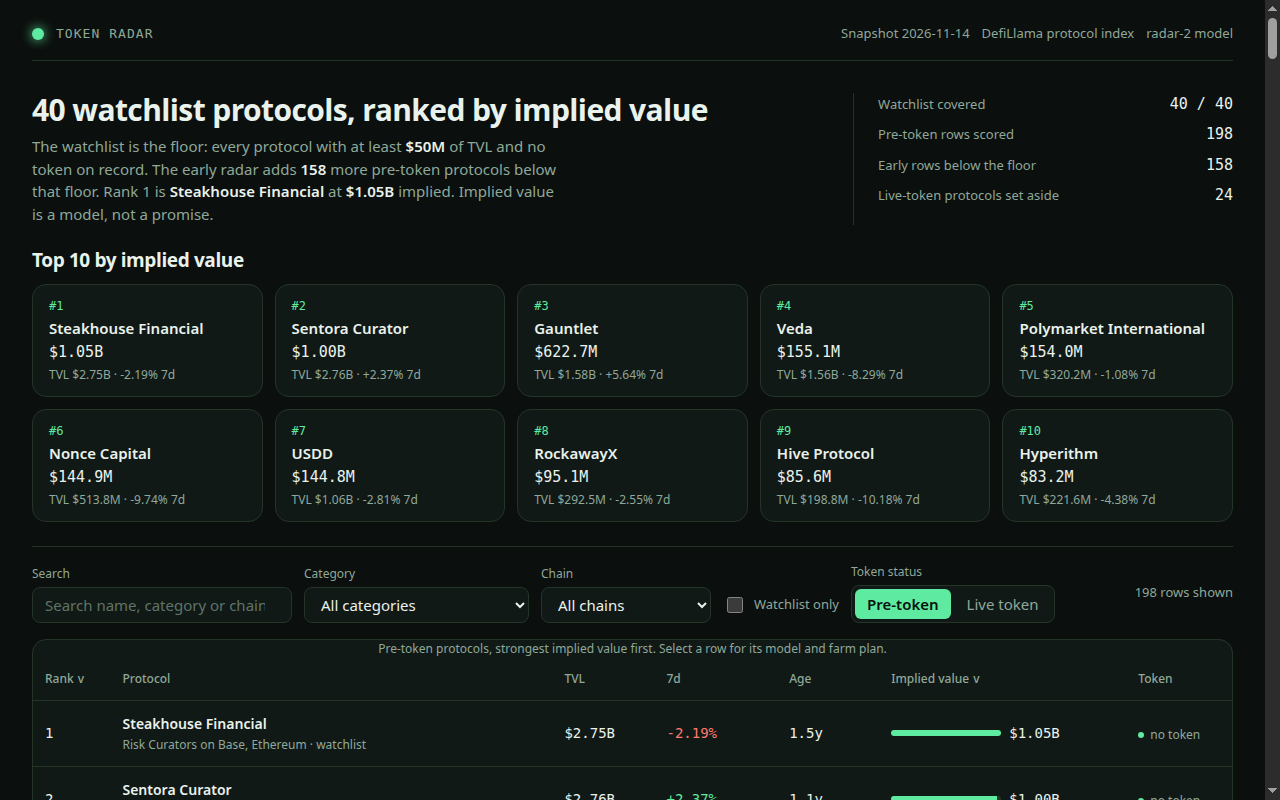 TOKEN RADAR
Snapshot 2026-11-14 DefiLlama protocol index radar-2 model
40 watchlist protocols, ranked by implied value
The watchlist is the floor: every protocol with at least $50M of TVL and no
token on record. The early radar adds 158 more pre-token protocols below
that floor. Rank 1 is Steakhouse Financial at $1.05B implied. Implied value
is a model, not a promise.
Watchlist covered 40 / 40
Pre-token rows scored 198
Early rows below the floor 158
Live-token protocols set aside 24
Top 10 by implied value
#1
Steakhouse Financial
$1.05B
TVL $2.75B · -2.19% 7d
#2
Sentora Curator
$1.00B
TVL $2.76B · +2.37% 7d
#3
Gauntlet
$622.7M
TVL $1.58B · +5.64% 7d
#4
Veda
$155.1M
TVL $1.56B · -8.29% 7d
#5
Polymarket International
$154.0M
TVL $320.2M · -1.08% 7d
#6
Nonce Capital
$144.9M
TVL $513.8M · -9.74% 7d
#7
USDD
$144.8M
TVL $1.06B · -2.81% 7d
#8
RockawayX
$95.1M
TVL $292.5M · -2.55% 7d
#9
Hive Protocol
$85.6M
TVL $198.8M · -10.18% 7d
#10
Hyperithm
$83.2M
TVL $221.6M · -4.38% 7d
Search
Search name, category or chain
Category
All categories
Chain
All chains
Watchlist only
Token status
Pre-token Live token
198 rows shown
Pre-token protocols, strongest implied value first. Select a row for its model and farm plan.
Rank v Protocol TVL 7d Age Implied value v Token
1 Steakhouse Financial $2.75B -2.19% 1.5y $1.05B no token
Risk Curators on Base, Ethereum · watchlist
2 Sentora Curator $2.76B +2.37% 1.1y $1.00B no token